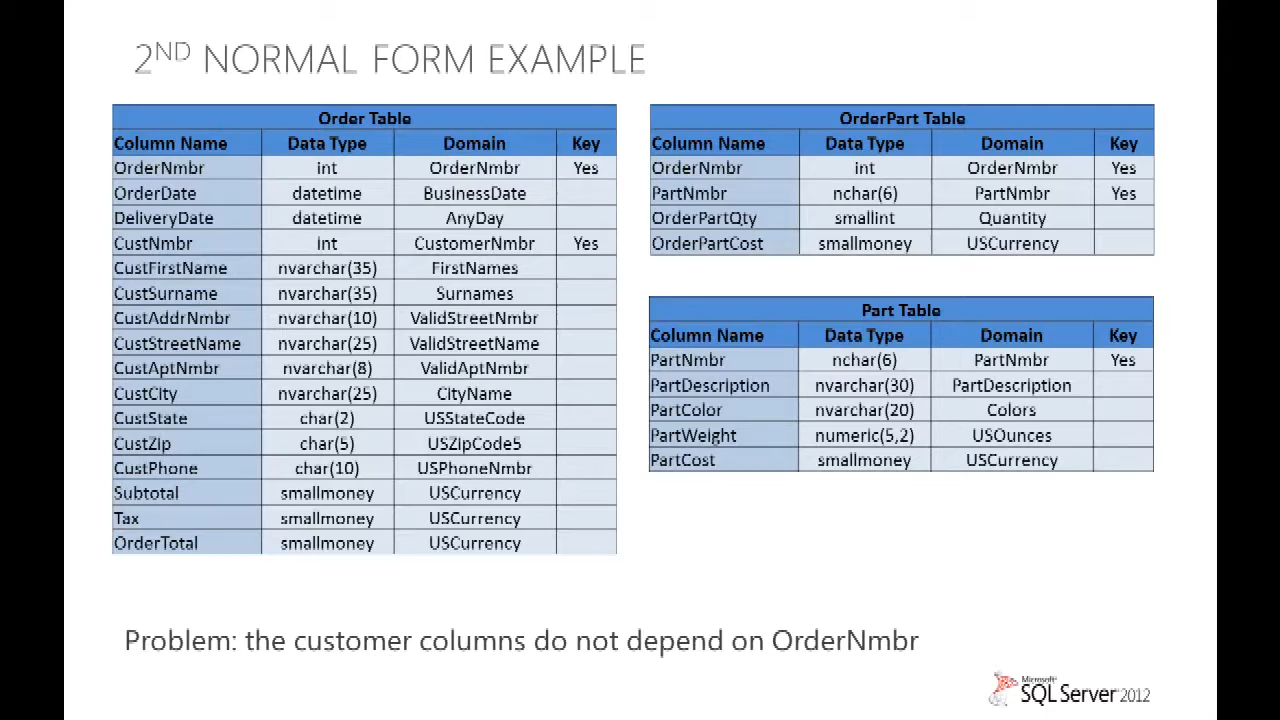 2ND NORMAL FORM EXAMPLE
Order Table
Column Name Data Type Domain Key
OrderNmbr int OrderNmbr Yes
OrderDate datetime BusinessDate
DeliveryDate datetime AnyDay
CustNmbr int CustomerNmbr Yes
CustFirstName nvarchar(35) FirstNames
CustSurname nvarchar(35) Surnames
CustAddrNmbr nvarchar(10) ValidStreetNmbr
CustStreetName nvarchar(25) ValidStreetName
CustAptNmbr nvarchar(8) ValidAptNmbr
CustCity nvarchar(25) CityName
CustState char(2) USStateCode
CustZip char(5) USZipCode5
CustPhone char(10) USPhoneNmbr
Subtotal smallmoney USCurrency
Tax smallmoney USCurrency
OrderTotal smallmoney USCurrency
OrderPart Table
Column Name Data Type Domain Key
OrderNmbr int OrderNmbr Yes
PartNmbr nchar(6) PartNmbr Yes
OrderPartQty smallint Quantity
OrderPartCost smallmoney USCurrency
Part Table
Column Name Data Type Domain Key
PartNmbr nchar(6) PartNmbr Yes
PartDescription nvarchar(30) PartDescription
PartColor nvarchar(20) Colors
PartWeight numeric(5,2) USOunces
PartCost smallmoney USCurrency
Problem: the customer columns do not depend on OrderNmbr
Microsoft
SQL Server 2012